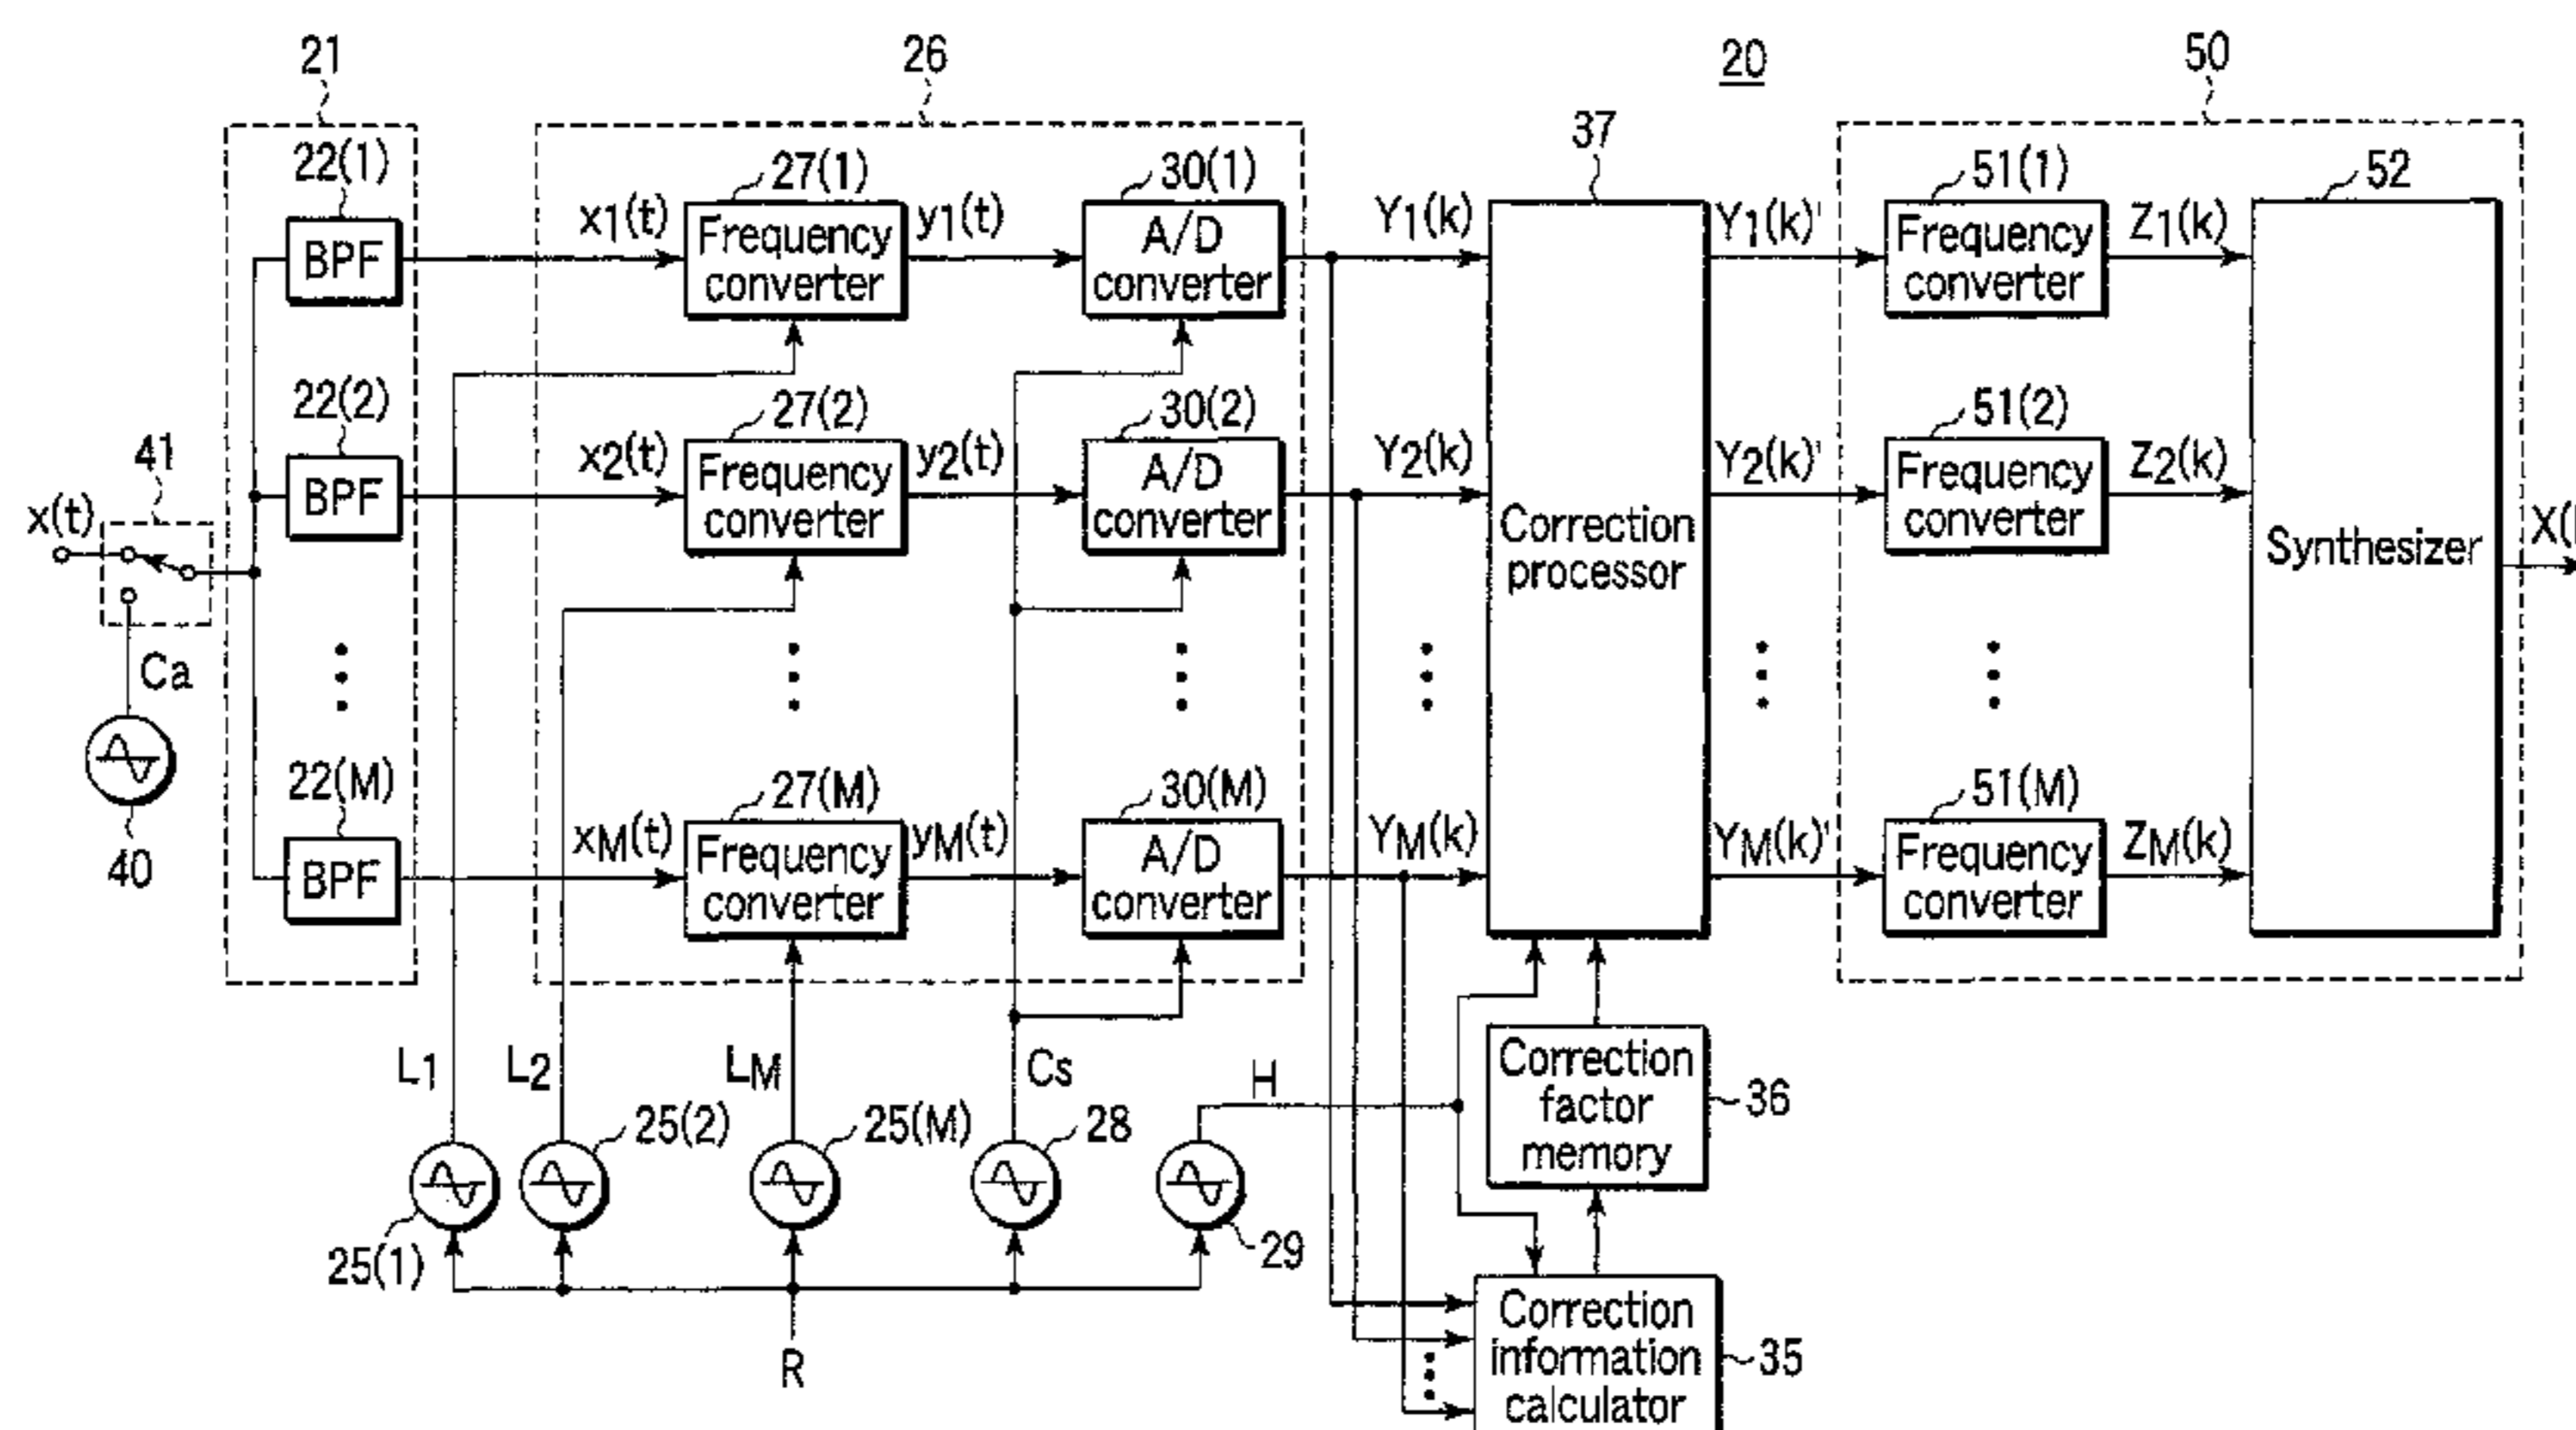 21
26
20
50
22(1)
27(1)
30(1)
37
51(1)
52
BPF
x1(t)
Frequency
converter
y1(t)
A/D
converter
Y1(k)
Y1(k)'
Frequency
converter
Z1(k)
22(2)
27(2)
30(2)
51(2)
41
x(t)
BPF
x2(t)
Frequency
converter
y2(t)
A/D
converter
Y2(k)
Correction
processor
Y2(k)'
Frequency
converter
Z2(k)
Synthesizer
Ca
40
22(M)
27(M)
30(M)
51(M)
BPF
xM(t)
Frequency
converter
yM(t)
A/D
converter
YM(k)
YM(k)'
Frequency
converter
ZM(k)
L1
L2
LM
Cs
H
Correction
factor
memory
36
25(1)
25(2)
25(M)
28
29
R
Correction
information
calculator
35